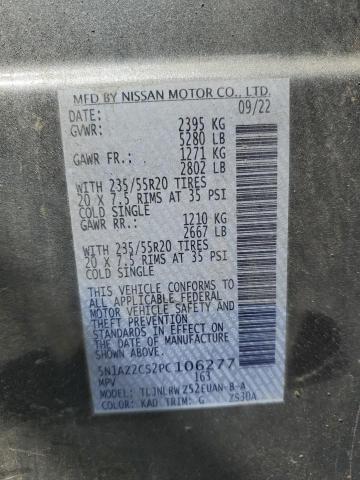 MFD BY NISSAN MOTOR CO., LTD.
DATE: 09/22
GVWR: 2395 KG
5280 LB
GAWR FR.: 1271 KG
2802 LB
WITH 235/55R20 TIRES
20 X 7.5 RIMS AT 35 PSI
COLD SINGLE
GAWR RR.: 1210 KG
2667 LB
WITH 235/55R20 TIRES
20 X 7.5 RIMS AT 35 PSI
COLD SINGLE
THIS VEHICLE CONFORMS TO
ALL APPLICABLE FEDERAL
MOTOR VEHICLE SAFETY
AND THEFT PREVENTION
STANDARDS IN EFFECT ON THE
DATE OF MANUFACTURE SHOWN
ABOVE.
5N1AZ2CS2PC106277
MPV 163
TLJNLRWZ52EUAN-B-A
COLOR: KAD TRIM: G ZS30A